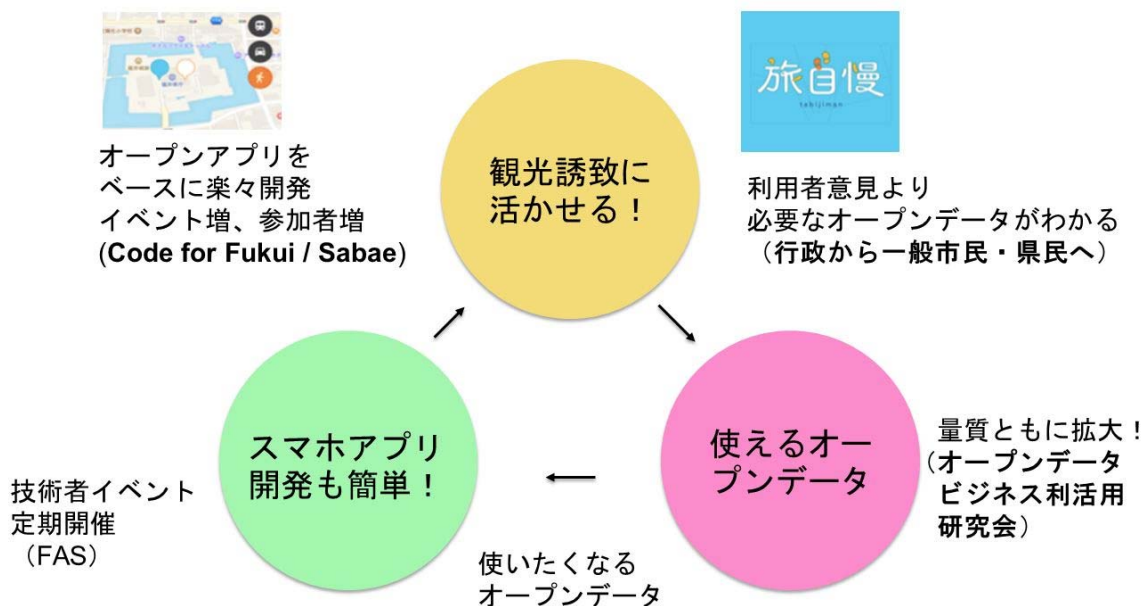 オープンアプリを
ベースに楽々開発
イベント増、参加者増
(Code for Fukui / Sabae)
観光誘致に
活かせる！
旅自慢
tabijiman
利用者意見より
必要なオープンデータがわかる
（行政から一般市民・県民へ）
スマホアプリ
開発も簡単！
使えるオー
プンデータ
量質ともに拡大！
（オープンデータ
ビジネス利活用
研究会）
技術者イベント
定期開催
（FAS）
使いたくなる
オープンデータ